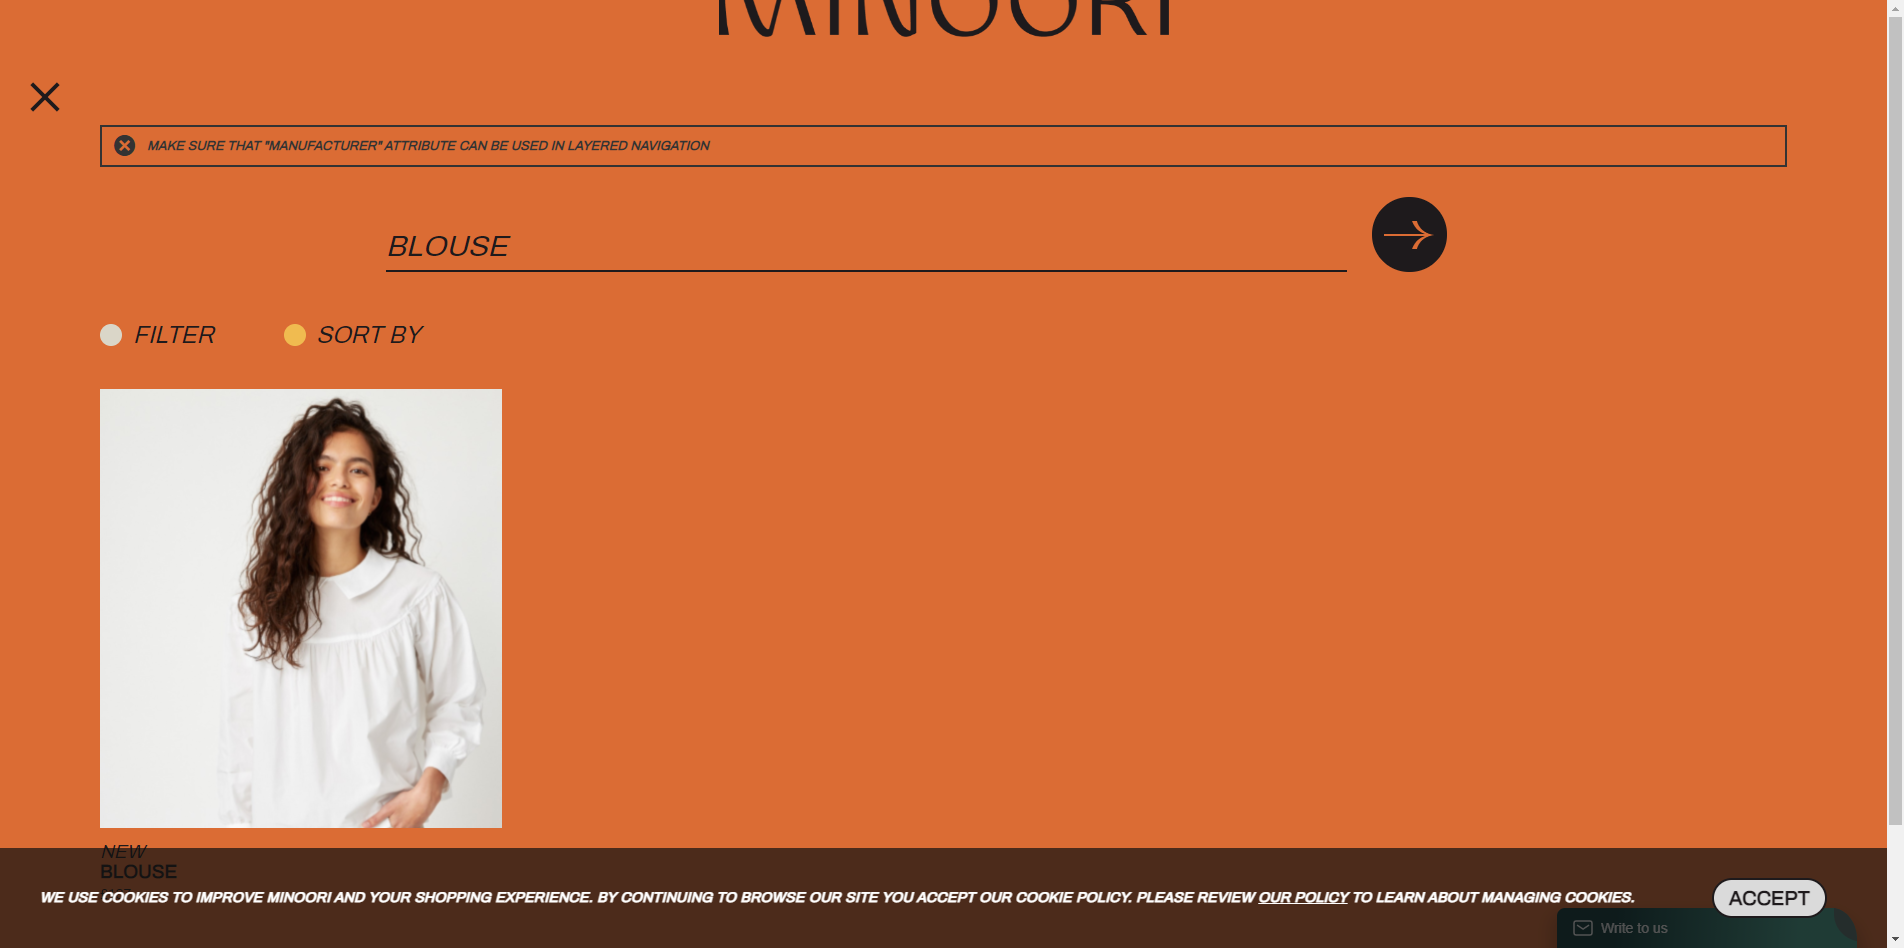 MINOORI
MAKE SURE THAT "MANUFACTURER" ATTRIBUTE CAN BE USED IN LAYERED NAVIGATION
BLOUSE
FILTER
SORT BY
NEW
BLOUSE
WE USE COOKIES TO IMPROVE MINOORI AND YOUR SHOPPING EXPERIENCE. BY CONTINUING TO BROWSE OUR SITE YOU ACCEPT OUR COOKIE POLICY. PLEASE REVIEW OUR POLICY TO LEARN ABOUT MANAGING COOKIES.
ACCEPT
Write to us